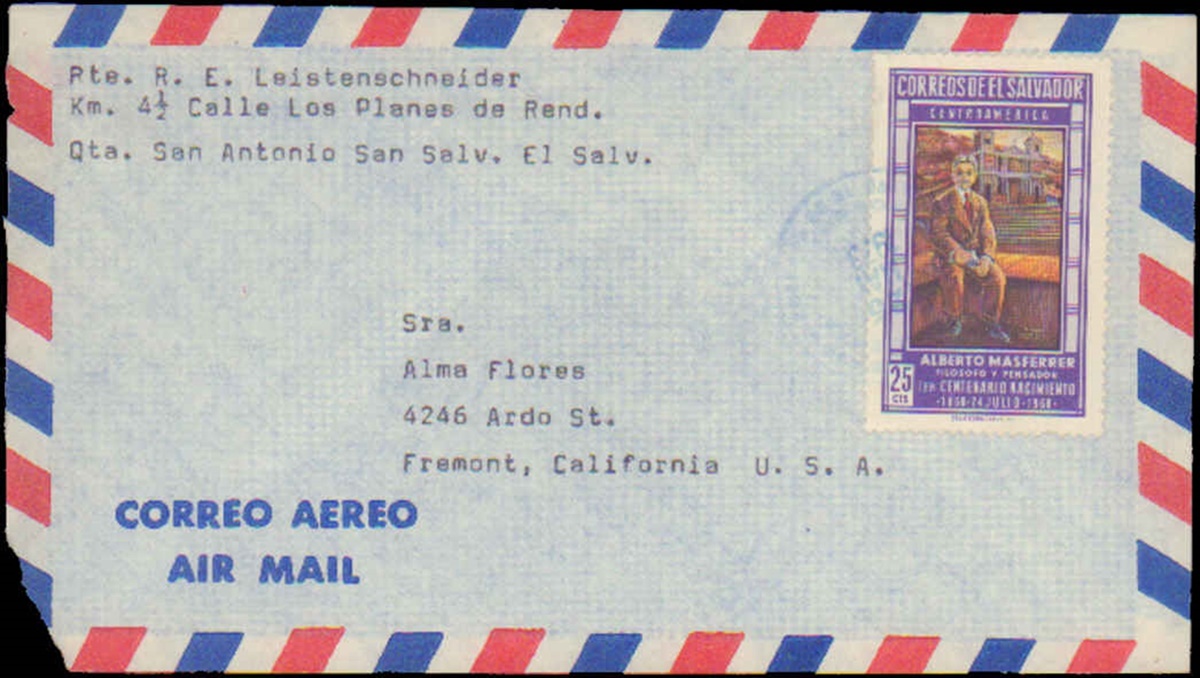 Rte. R. E. Leistenschneider
Km. 4½ Calle Los Planes de Rend.
Qta. San Antonio San Salv. El Salv.
CORREOS DE EL SALVADOR
CENTROAMERICA
ALBERTO MASFERRER
FILOSOFO Y PENSADOR
1er. CENTENARIO NACIMIENTO
-1868-24 JULIO-1968-
25
CTS
Sra.
Alma Flores
4246 Ardo St.
Fremont, California U. S. A.
CORREO AEREO
AIR MAIL